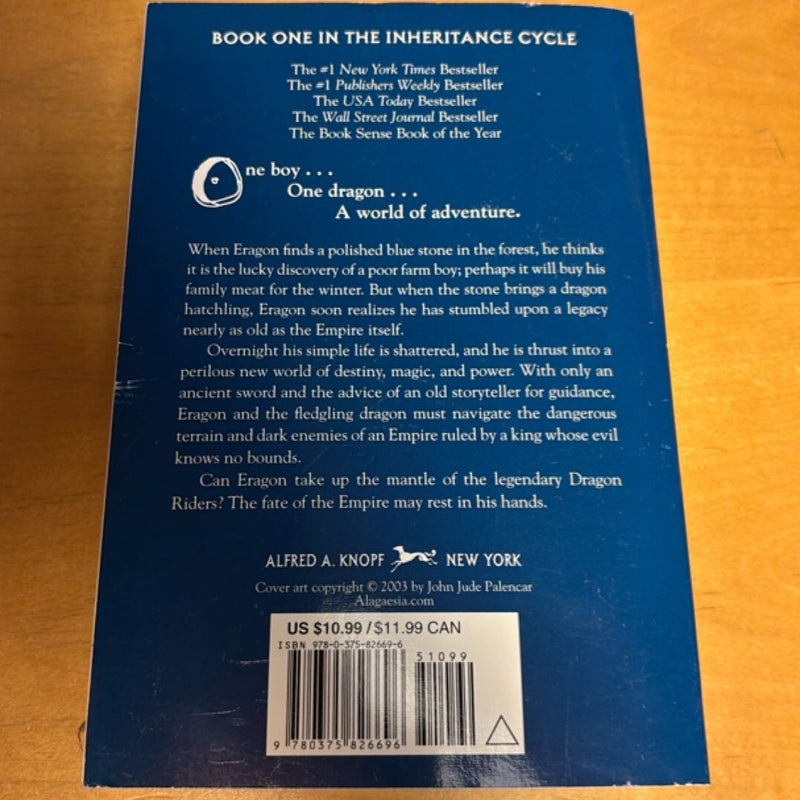 BOOK ONE IN THE INHERITANCE CYCLE
The #1 New York Times Bestseller
The #1 Publishers Weekly Bestseller
The USA Today Bestseller
The Wall Street Journal Bestseller
The Book Sense Book of the Year
One boy . . .
One dragon . . .
A world of adventure.
When Eragon finds a polished blue stone in the forest, he thinks
it is the lucky discovery of a poor farm boy; perhaps it will buy his
family meat for the winter. But when the stone brings a dragon
hatchling, Eragon soon realizes he has stumbled upon a legacy
nearly as old as the Empire itself.
Overnight his simple life is shattered, and he is thrust into a
perilous new world of destiny, magic, and power. With only an
ancient sword and the advice of an old storyteller for guidance,
Eragon and the fledgling dragon must navigate the dangerous
terrain and dark enemies of an Empire ruled by a king whose evil
knows no bounds.
Can Eragon take up the mantle of the legendary Dragon
Riders? The fate of the Empire may rest in his hands.
ALFRED A. KNOPF NEW YORK
Cover art copyright © 2003 by John Jude Palencar
Alagaesia.com
US $10.99 / $11.99 CAN
ISBN 978-0-375-82669-6
51099
9 780375 826696